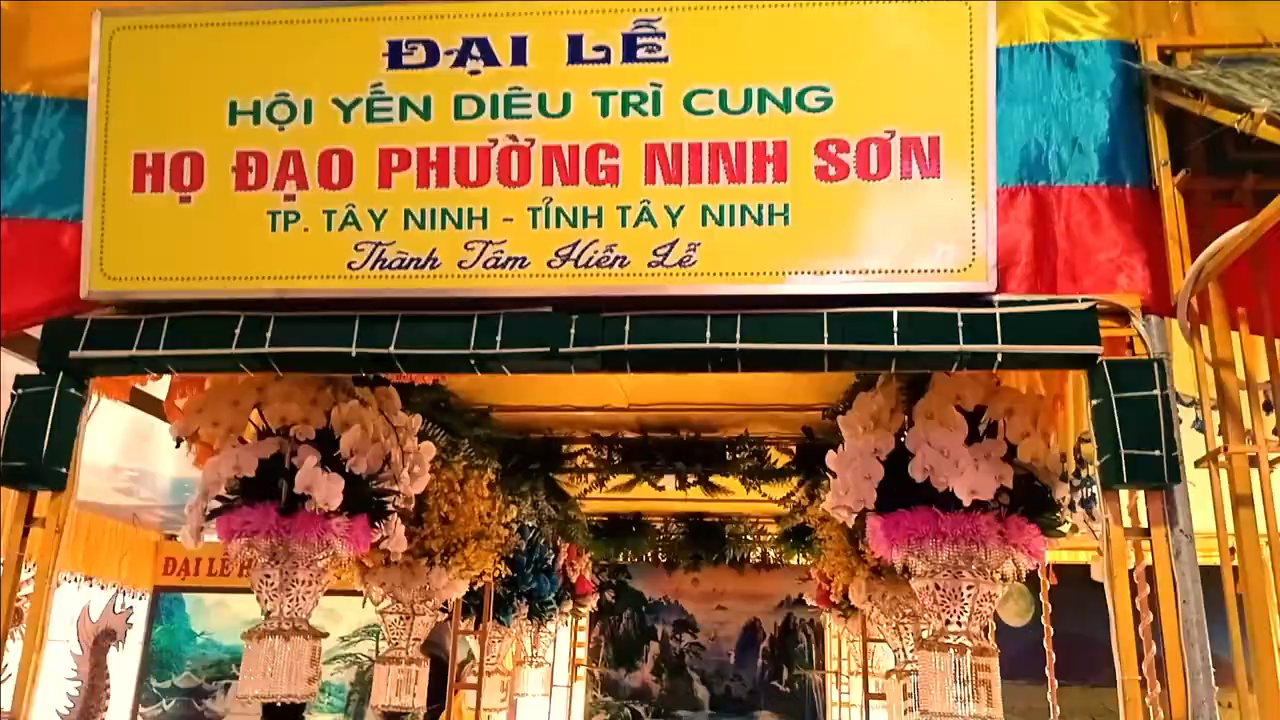 ĐẠI LỄ
HỘI YẾN DIÊU TRÌ CUNG
HỌ ĐẠO PHƯỜNG NINH SƠN
TP. TÂY NINH - TỈNH TÂY NINH
Thành Tâm Hiến Lễ
ĐẠI LỄ